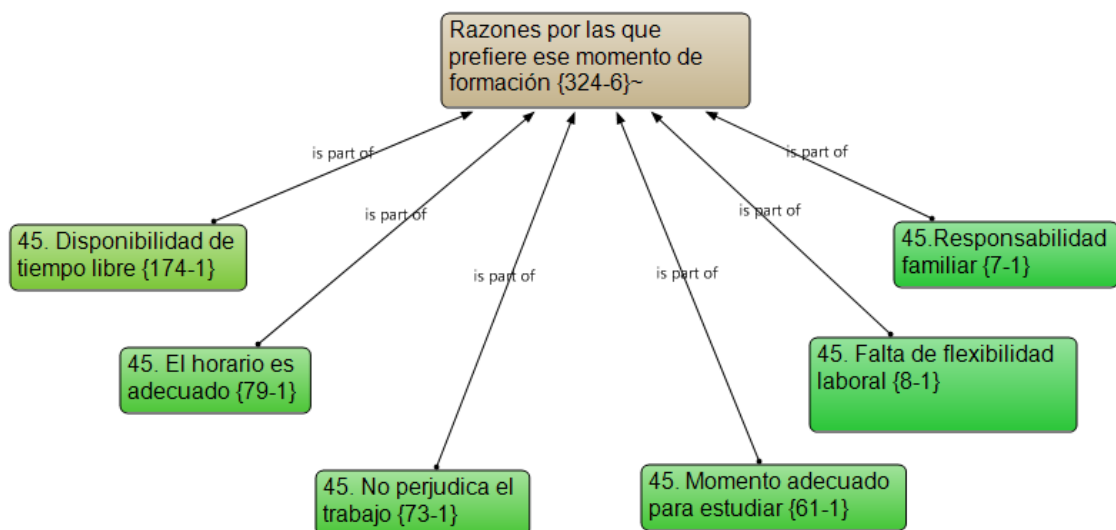 Razones por las que
prefiere ese momento de
formación {324-6}~
is part of
is part of
is part of
is part of
is part of
is part of
45. Disponibilidad de
tiempo libre {174-1}
45.Responsabilidad
familiar {7-1}
45. El horario es
adecuado {79-1}
45. Falta de flexibilidad
laboral {8-1}
45. No perjudica el
trabajo {73-1}
45. Momento adecuado
para estudiar {61-1}